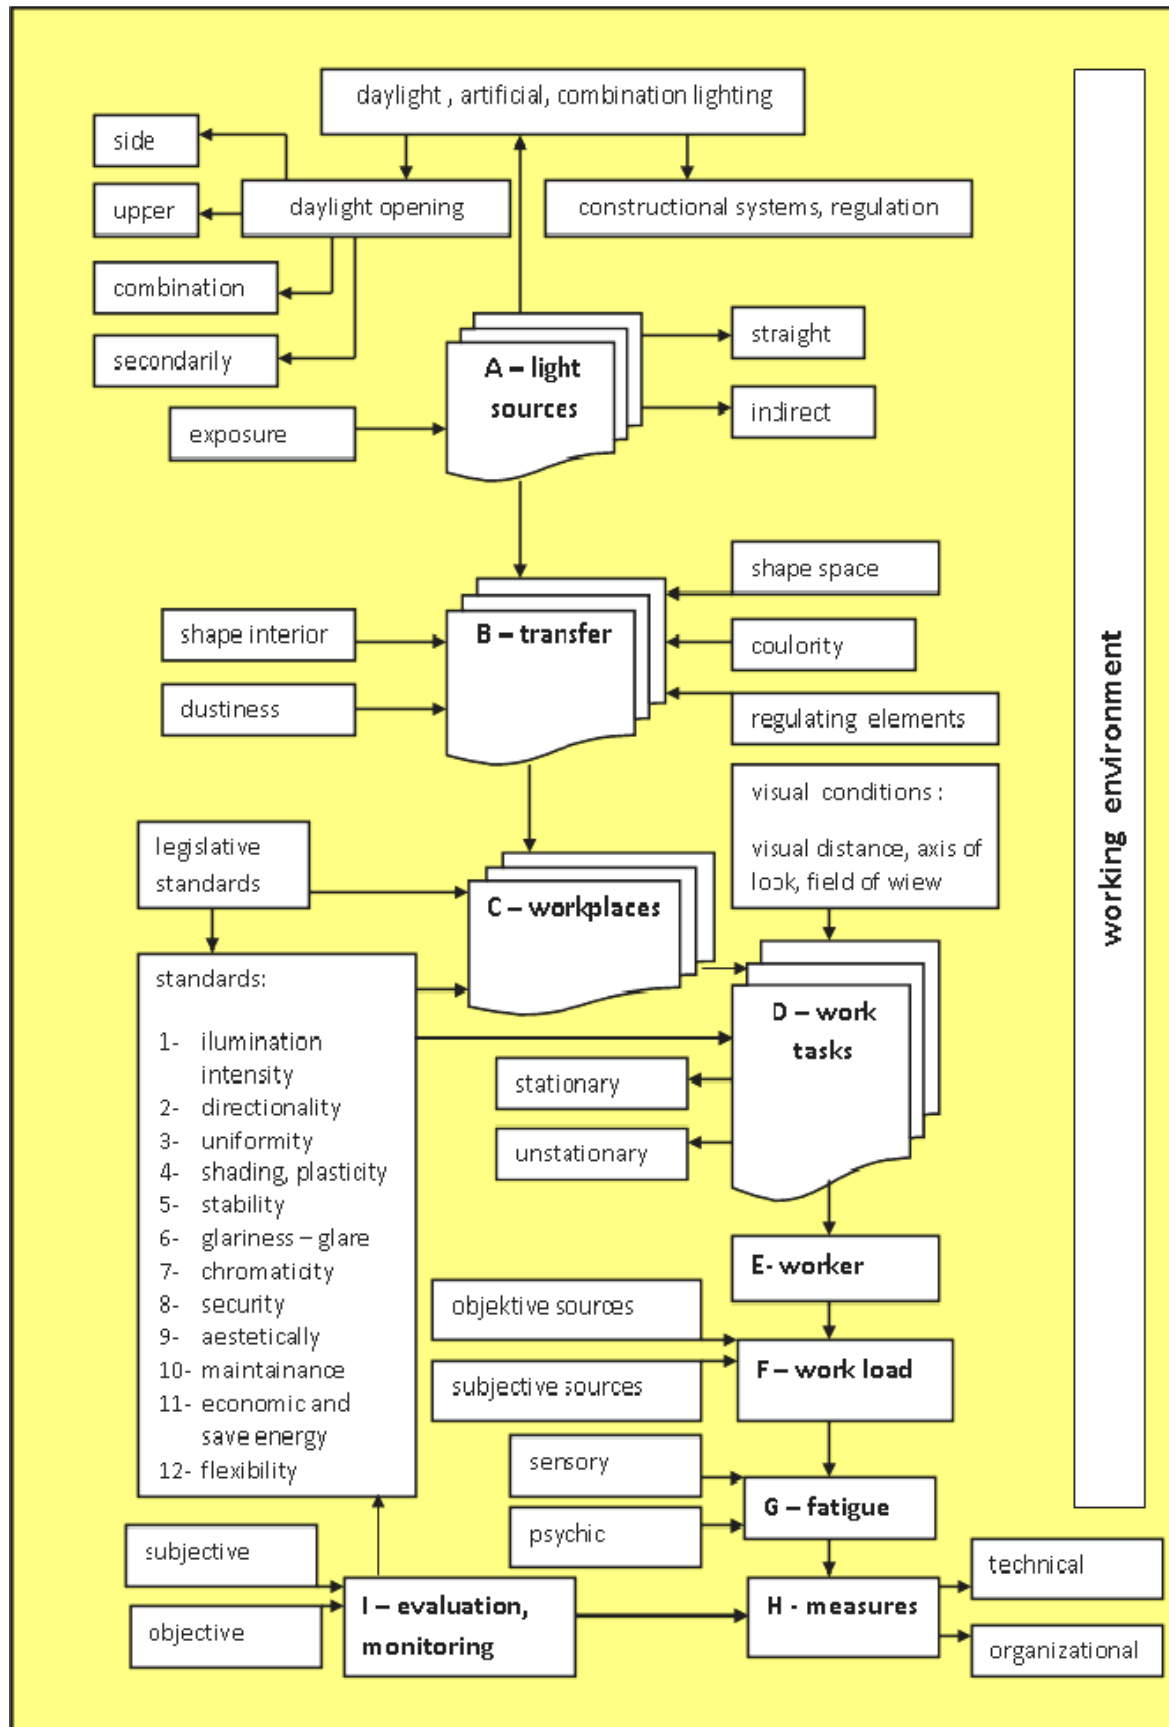 daylight , artificial, combination lighting
side
upper
daylight opening
constructional systems, regulation
combination
secondarily
straight
A – light
sources
indirect
exposure
shape space
shape interior
B – transfer
coulority
dustiness
regulating elements
visual conditions :
visual distance, axis of
look, field of wiew
legislative
standards
C – workplaces
standards:
1- ilumination
intensity
2- directionality
3- uniformity
4- shading, plasticity
5- stability
6- glariness – glare
7- chromaticity
8- security
9- aestetically
10- maintainance
11- economic and
save energy
12- flexibility
D – work
tasks
stationary
unstationary
E- worker
objektive sources
subjective sources
F – work load
sensory
psychic
G – fatigue
subjective
objective
I – evaluation,
monitoring
H - measures
technical
organizational
working environment